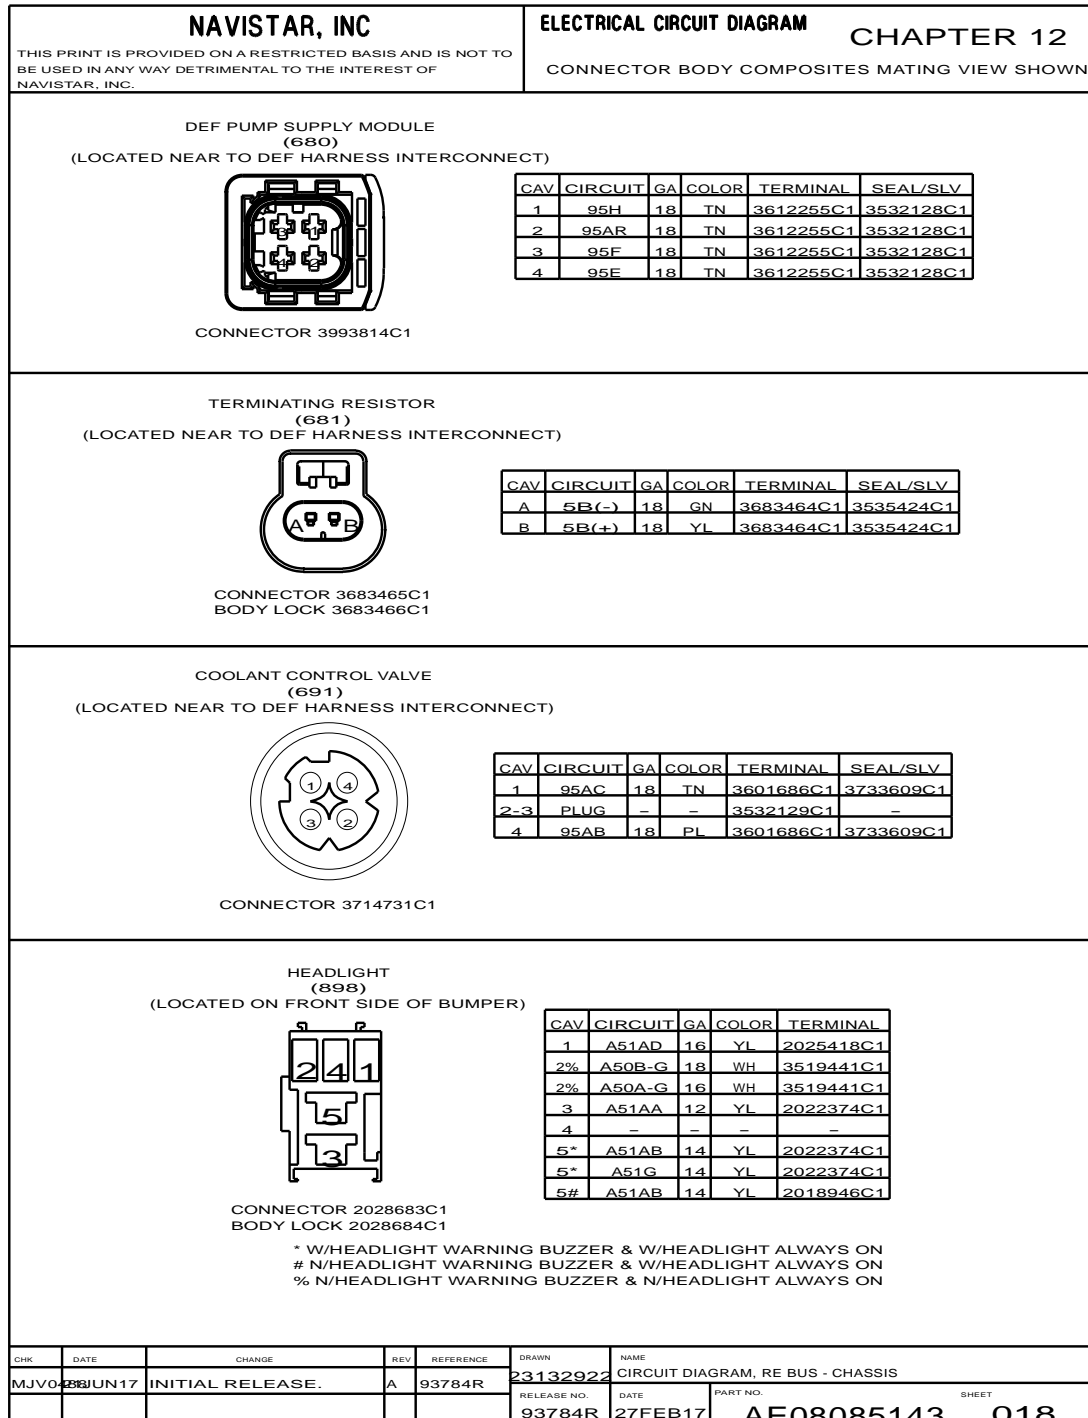 NAVISTAR, INC
THIS PRINT IS PROVIDED ON A RESTRICTED BASIS AND IS NOT TO
BE USED IN ANY WAY DETRIMENTAL TO THE INTEREST OF
NAVISTAR, INC.
ELECTRICAL CIRCUIT DIAGRAM
CHAPTER 12
CONNECTOR BODY COMPOSITES MATING VIEW SHOWN
DEF PUMP SUPPLY MODULE
(680)
(LOCATED NEAR TO DEF HARNESS INTERCONNECT)
3 1
4 2
CONNECTOR 3993814C1
CAV CIRCUIT GA COLOR TERMINAL SEAL/SLV
1 95H 18 TN 3612255C1 3532128C1
2 95AR 18 TN 3612255C1 3532128C1
3 95F 18 TN 3612255C1 3532128C1
4 95E 18 TN 3612255C1 3532128C1
TERMINATING RESISTOR
(681)
(LOCATED NEAR TO DEF HARNESS INTERCONNECT)
A B
CONNECTOR 3683465C1
BODY LOCK 3683466C1
CAV CIRCUIT GA COLOR TERMINAL SEAL/SLV
A 5B(-) 18 GN 3683464C1 3535424C1
B 5B(+) 18 YL 3683464C1 3535424C1
COOLANT CONTROL VALVE
(691)
(LOCATED NEAR TO DEF HARNESS INTERCONNECT)
1 4
3 2
CONNECTOR 3714731C1
CAV CIRCUIT GA COLOR TERMINAL SEAL/SLV
1 95AC 18 TN 3601686C1 3733609C1
2-3 PLUG – – 3532129C1 –
4 95AB 18 PL 3601686C1 3733609C1
HEADLIGHT
(898)
(LOCATED ON FRONT SIDE OF BUMPER)
2 4 1
5
3
CONNECTOR 2028683C1
BODY LOCK 2028684C1
CAV CIRCUIT GA COLOR TERMINAL
1 A51AD 16 YL 2025418C1
2% A50B-G 18 WH 3519441C1
2% A50A-G 16 WH 3519441C1
3 A51AA 12 YL 2022374C1
4 – – – –
5* A51AB 14 YL 2022374C1
5* A51G 14 YL 2022374C1
5# A51AB 14 YL 2018946C1
* W/HEADLIGHT WARNING BUZZER & W/HEADLIGHT ALWAYS ON
# N/HEADLIGHT WARNING BUZZER & W/HEADLIGHT ALWAYS ON
% N/HEADLIGHT WARNING BUZZER & N/HEADLIGHT ALWAYS ON
CHK DATE CHANGE REV REFERENCE
INITIAL RELEASE. A 93784R
DRAWN
23132922
NAME
CIRCUIT DIAGRAM, RE BUS - CHASSIS
RELEASE NO.
93784R
DATE
27FEB17
PART NO.
AE08085143
SHEET
018